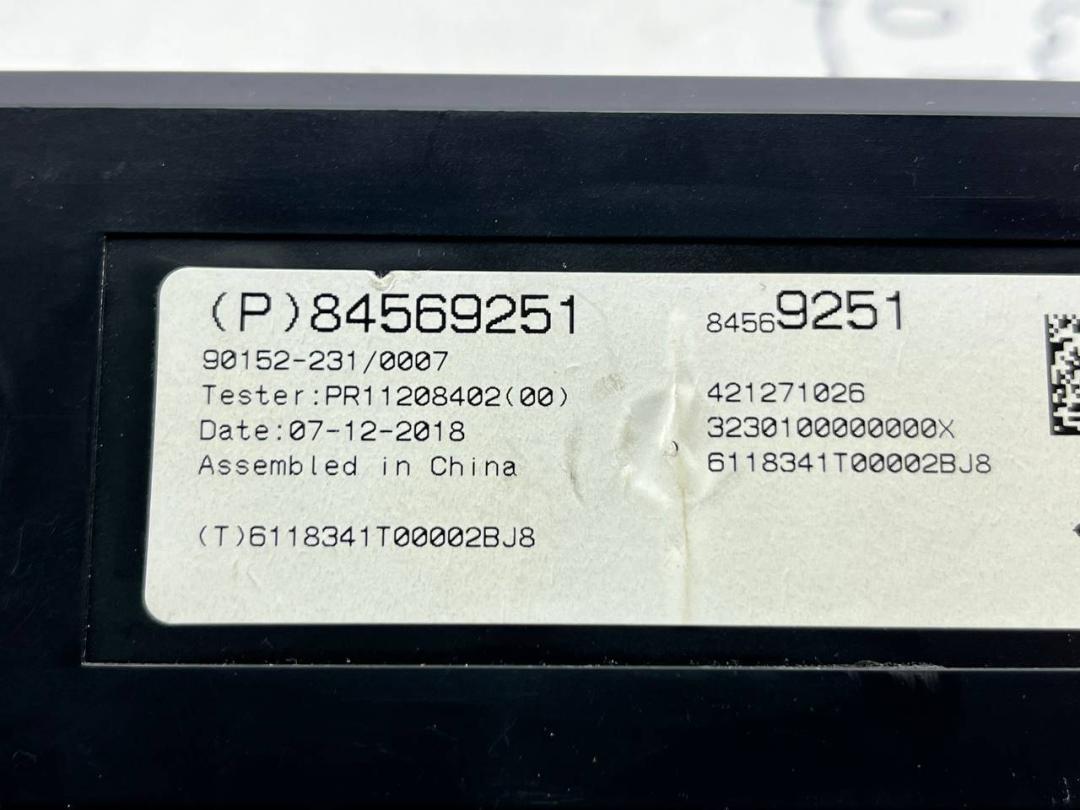 (P)84569251
90152-231/0007
Tester:PR11208402(00)
Date:07-12-2018
Assembled in China
(T)6118341T00002BJ8
84569251
421271026
3230100000000X
6118341T00002BJ8